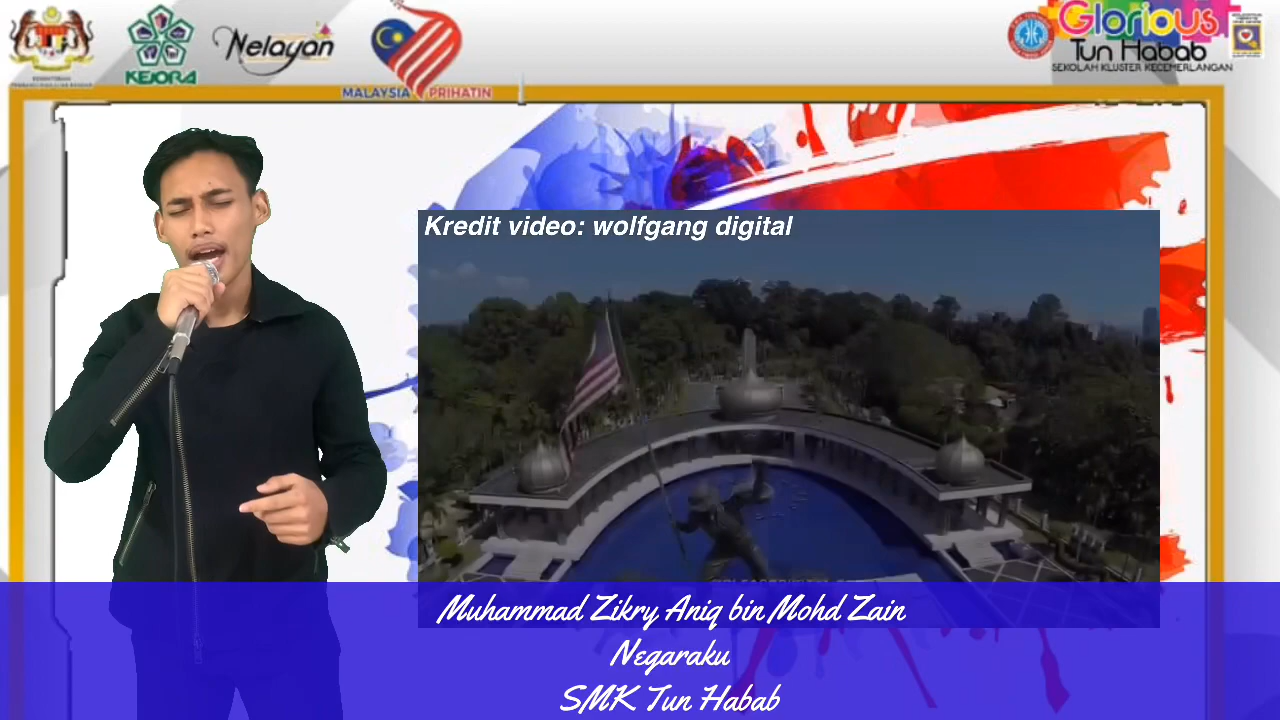 KEJORA
Nelayan
MALAYSIA PRIHATIN
Glorious
Tun Habab
SEKOLAH KLUSTER KECEMERLANGAN
Kredit video: wolfgang digital
Muhammad Zikry Aniq bin Mohd Zain
Negaraku
SMK Tun Habab